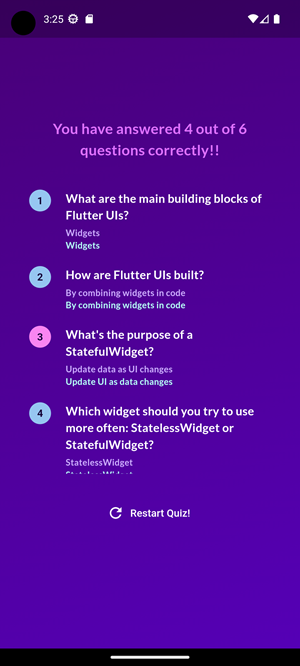 3:25
You have answered 4 out of 6
questions correctly!!
1
What are the main building blocks of
Flutter UIs?
Widgets
Widgets
2
How are Flutter UIs built?
By combining widgets in code
By combining widgets in code
3
What's the purpose of a
StatefulWidget?
Update data as UI changes
Update UI as data changes
4
Which widget should you try to use
more often: StatelessWidget or
StatefulWidget?
StatelessWidget
StatelessWidget
Restart Quiz!